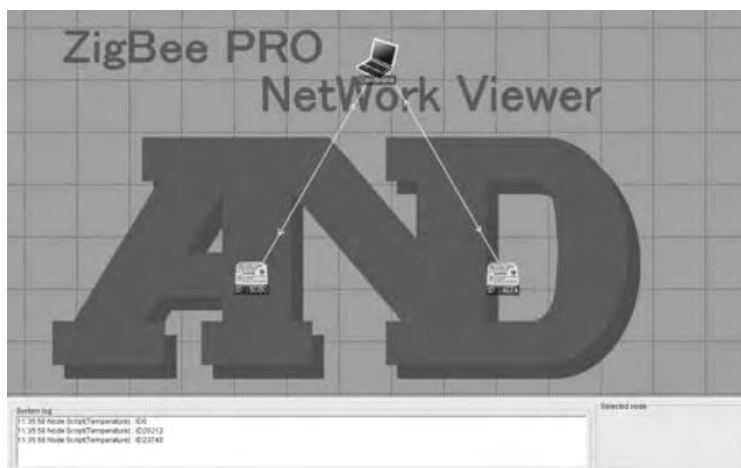 ZigBee PRO
NetWork Viewer
AND
System log
11:35:58 Node Script(Temperature) : ID0
11:35:58 Node Script(Temperature) : ID26212
11:35:58 Node Script(Temperature) : ID23748
Selected node